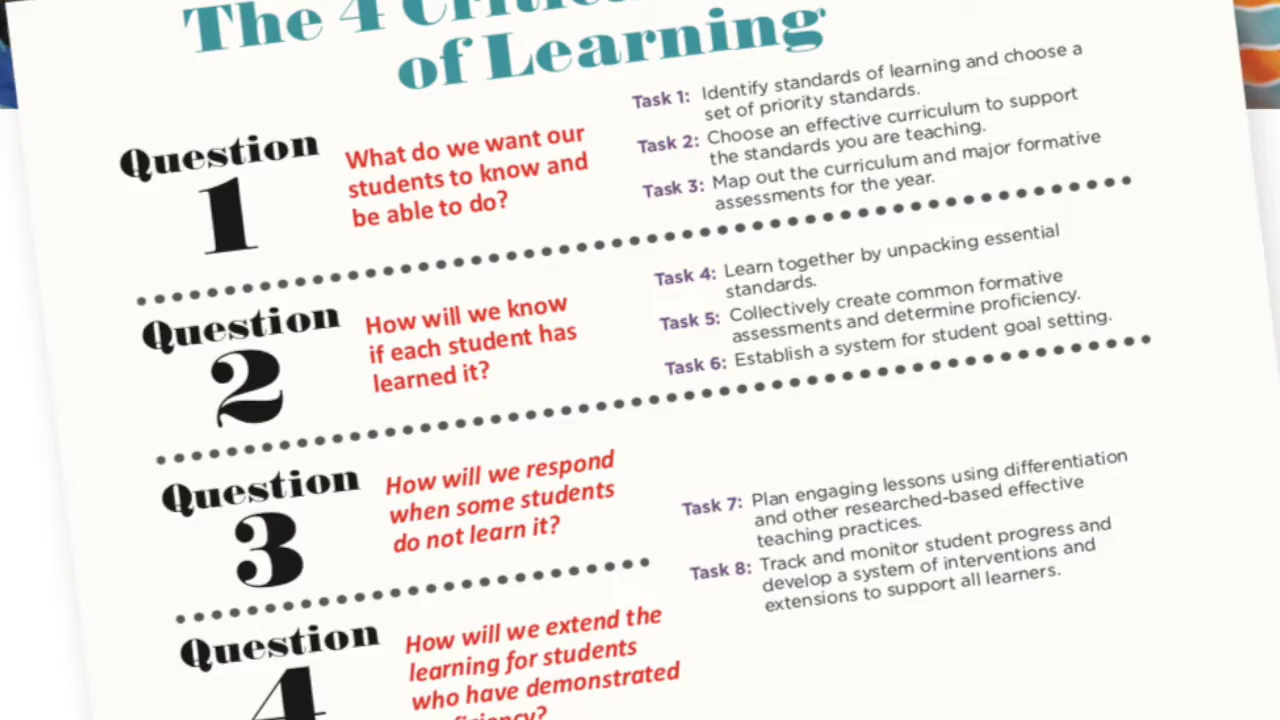 The 4
of Learning
Question
1
What do we want our
students to know and
be able to do?
Task 1: Identify standards of learning and choose a
set of priority standards.
Task 2: Choose an effective curriculum to support
the standards you are teaching.
Task 3: Map out the curriculum and major formative
assessments for the year.
Question
2
How will we know
if each student has
learned it?
Task 4: Learn together by unpacking essential
standards.
Task 5: Collectively create common formative
assessments and determine proficiency.
Task 6: Establish a system for student goal setting.
Question
3
How will we respond
when some students
do not learn it?
Task 7: Plan engaging lessons using differentiation
and other researched-based effective
teaching practices.
Task 8: Track and monitor student progress and
develop a system of interventions and
extensions to support all learners.
Question
4
How will we extend the
learning for students
who have demonstrated